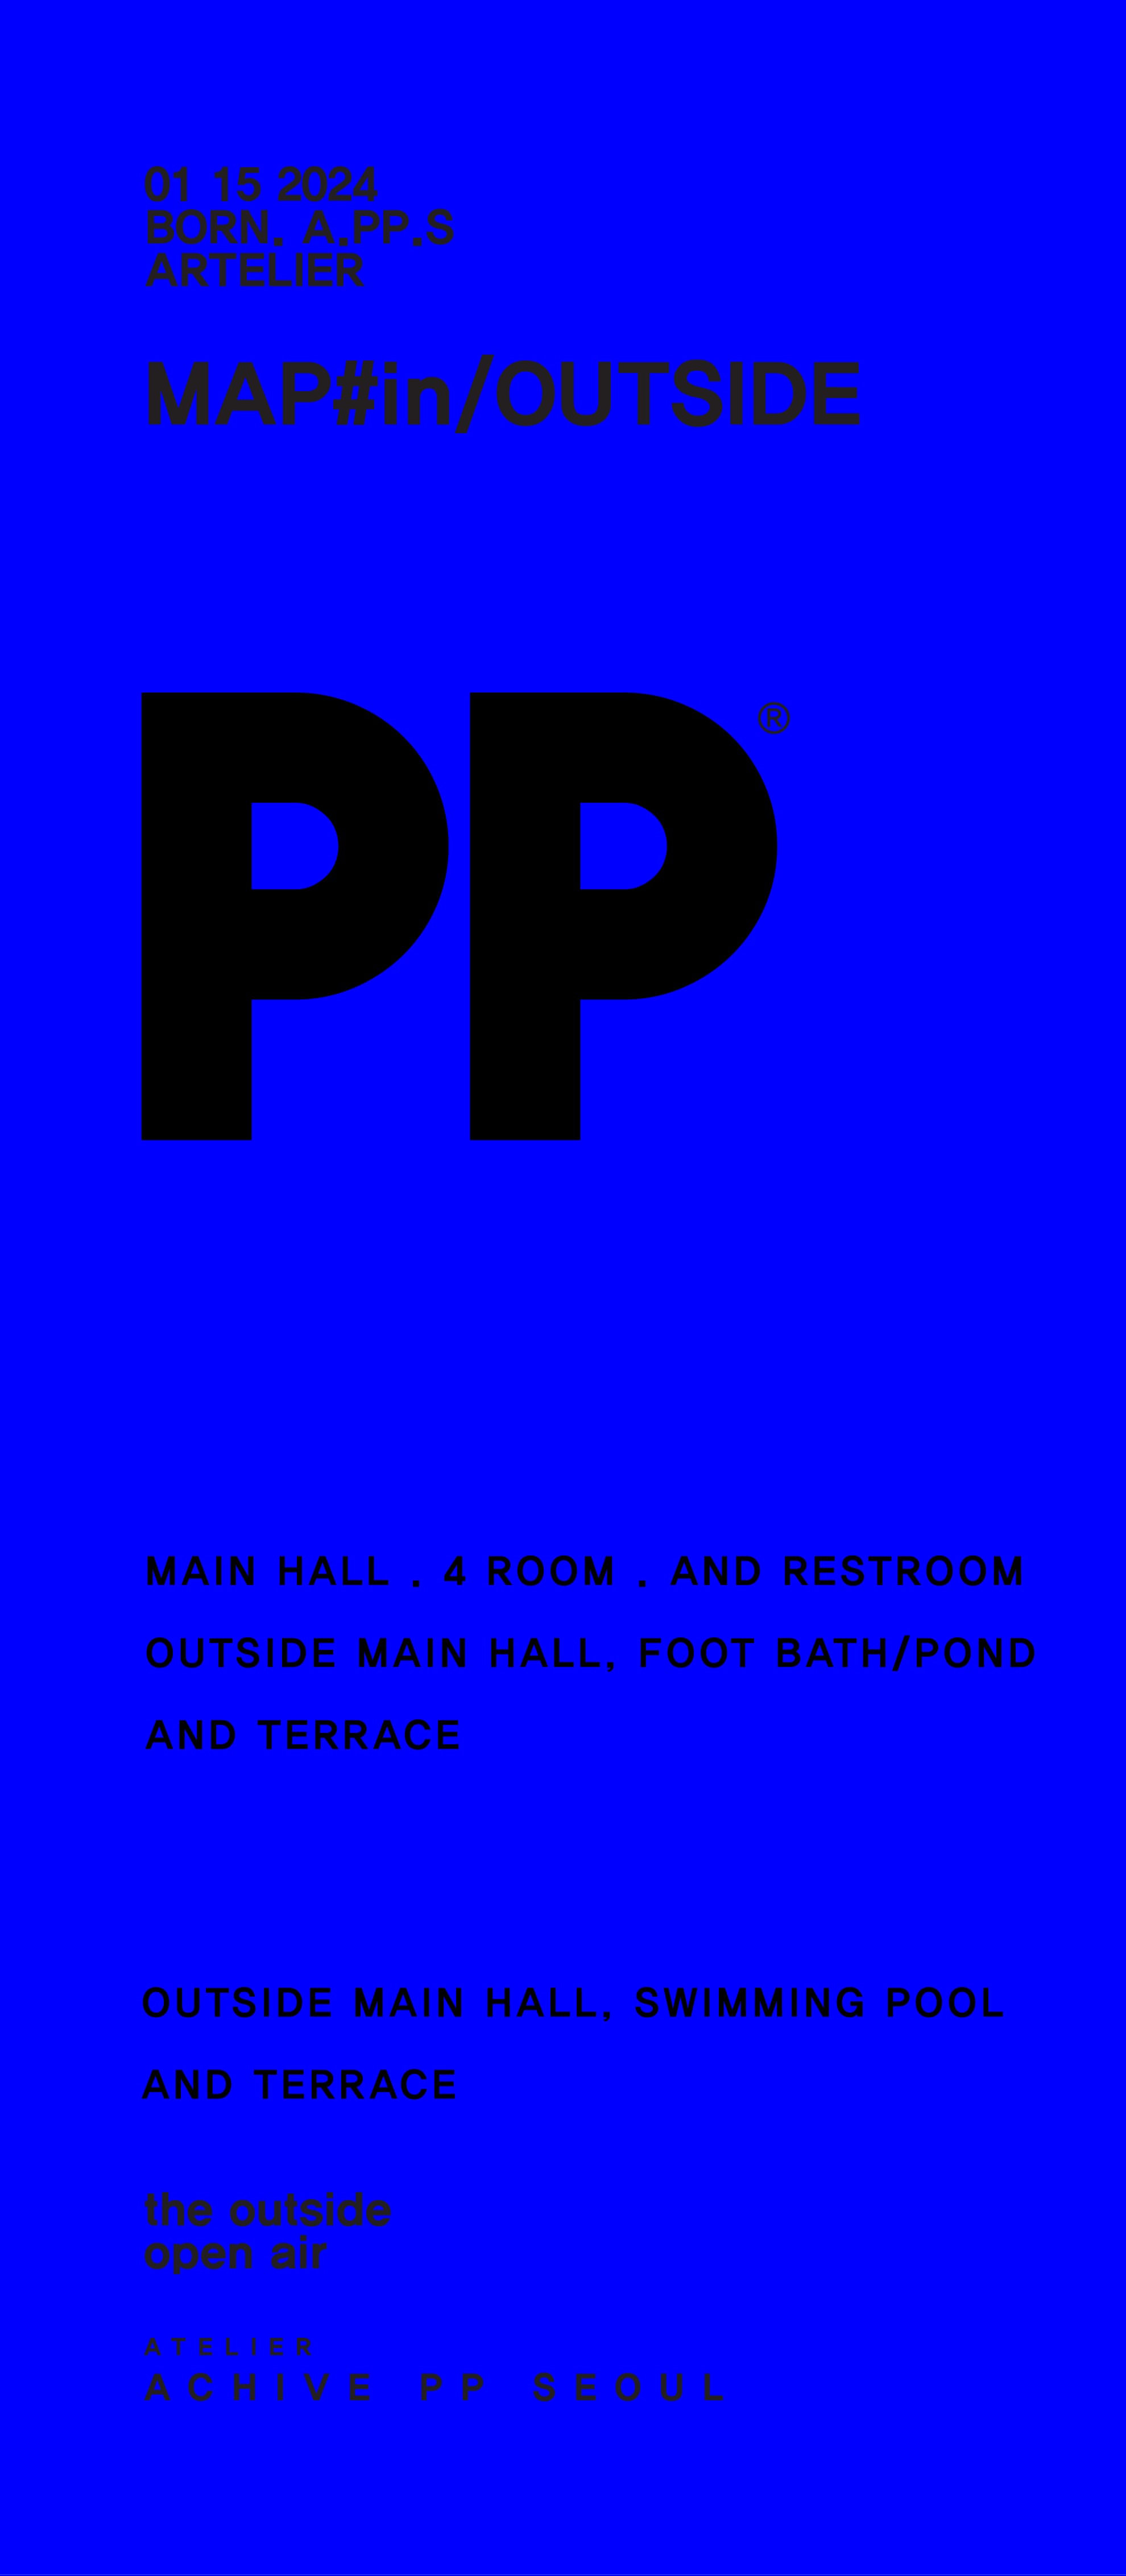 01 15 2024
BORN. A.PP.S
ARTELIER
MAP#in/OUTSIDE
PP®
MAIN HALL . 4 ROOM . AND RESTROOM
OUTSIDE MAIN HALL, FOOT BATH/POND
AND TERRACE
OUTSIDE MAIN HALL, SWIMMING POOL
AND TERRACE
the outside
open air
ATELIER
ACHIVE PP SEOUL